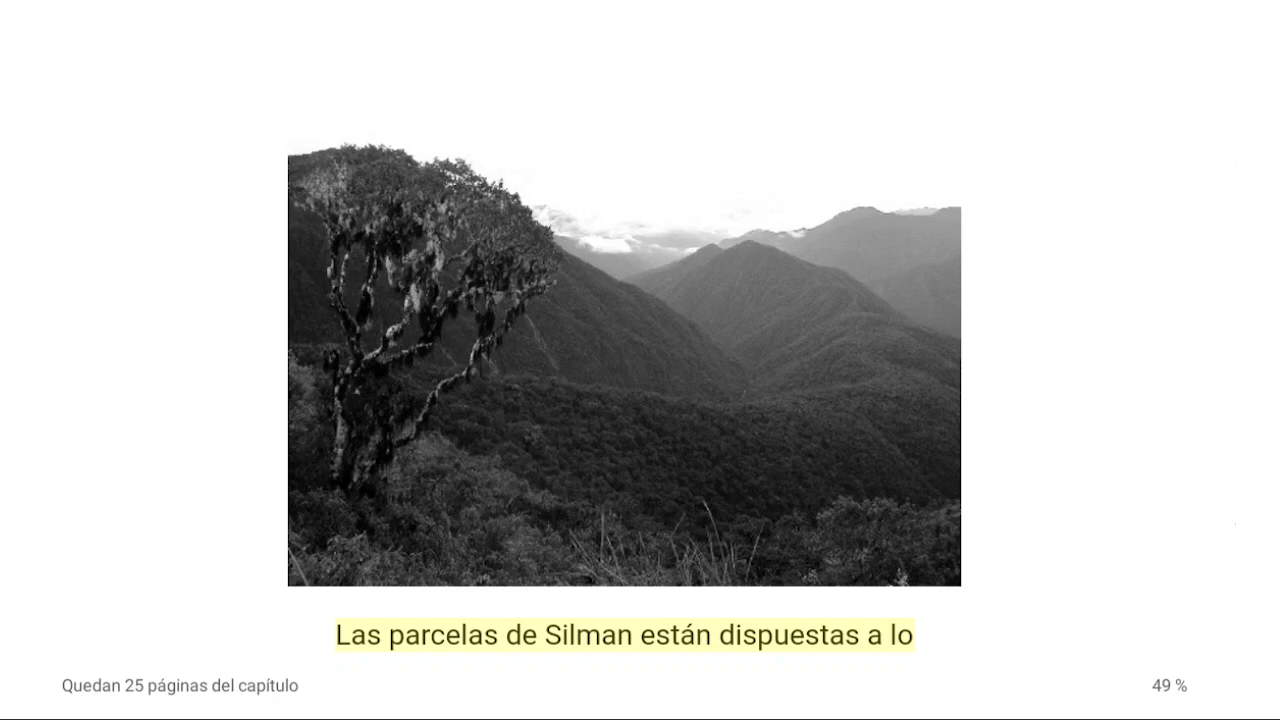 Las parcelas de Silman están dispuestas a lo
Quedan 25 páginas del capítulo
49 %